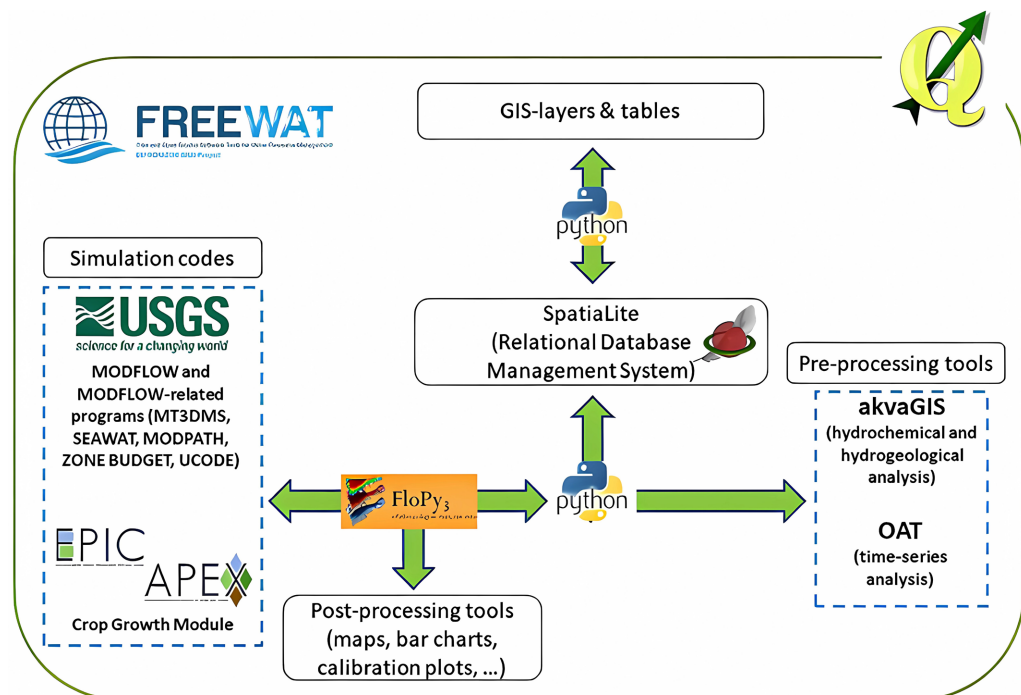 FREEWAT
GIS-layers & tables
python
Simulation codes
USGS
science for a changing world
MODFLOW and
MODFLOW-related
programs (MT3DMS,
SEAWAT, MODPATH,
ZONE BUDGET, UCODE)
EPIC
APEX
Crop Growth Module
SpatiaLite
(Relational Database
Management System)
Pre-processing tools
akvaGIS
(hydrochemical and
hydrogeological
analysis)
OAT
(time-series
analysis)
FloPy3
python
Post-processing tools
(maps, bar charts,
calibration plots, ...)